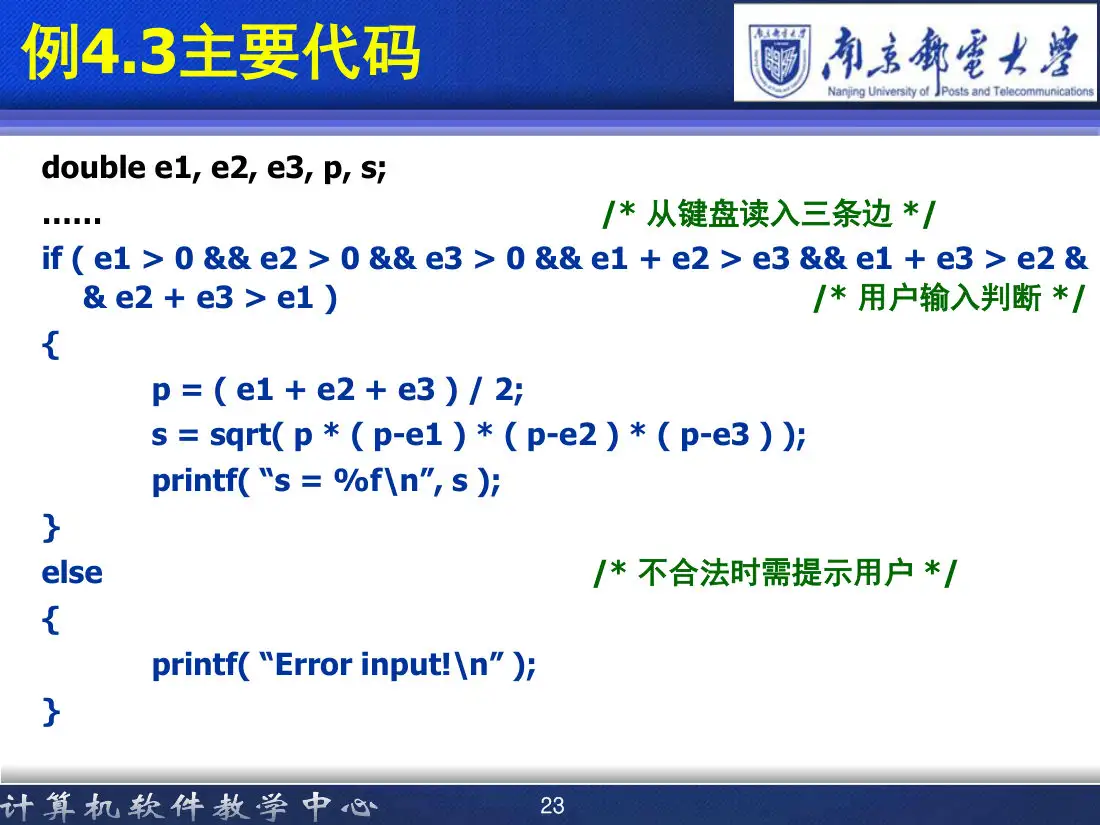 例4.3主要代码
南京邮电大学
Nanjing University of Posts and Telecommunications
double e1, e2, e3, p, s;
…… /* 从键盘读入三条边 */
if ( e1 > 0 && e2 > 0 && e3 > 0 && e1 + e2 > e3 && e1 + e3 > e2 &
& e2 + e3 > e1 ) /* 用户输入判断 */
{
p = ( e1 + e2 + e3 ) / 2;
s = sqrt( p * ( p-e1 ) * ( p-e2 ) * ( p-e3 ) );
printf( “s = %f\n”, s );
}
else /* 不合法时需提示用户 */
{
printf( “Error input!\n” );
}
计算机软件教学中心
23